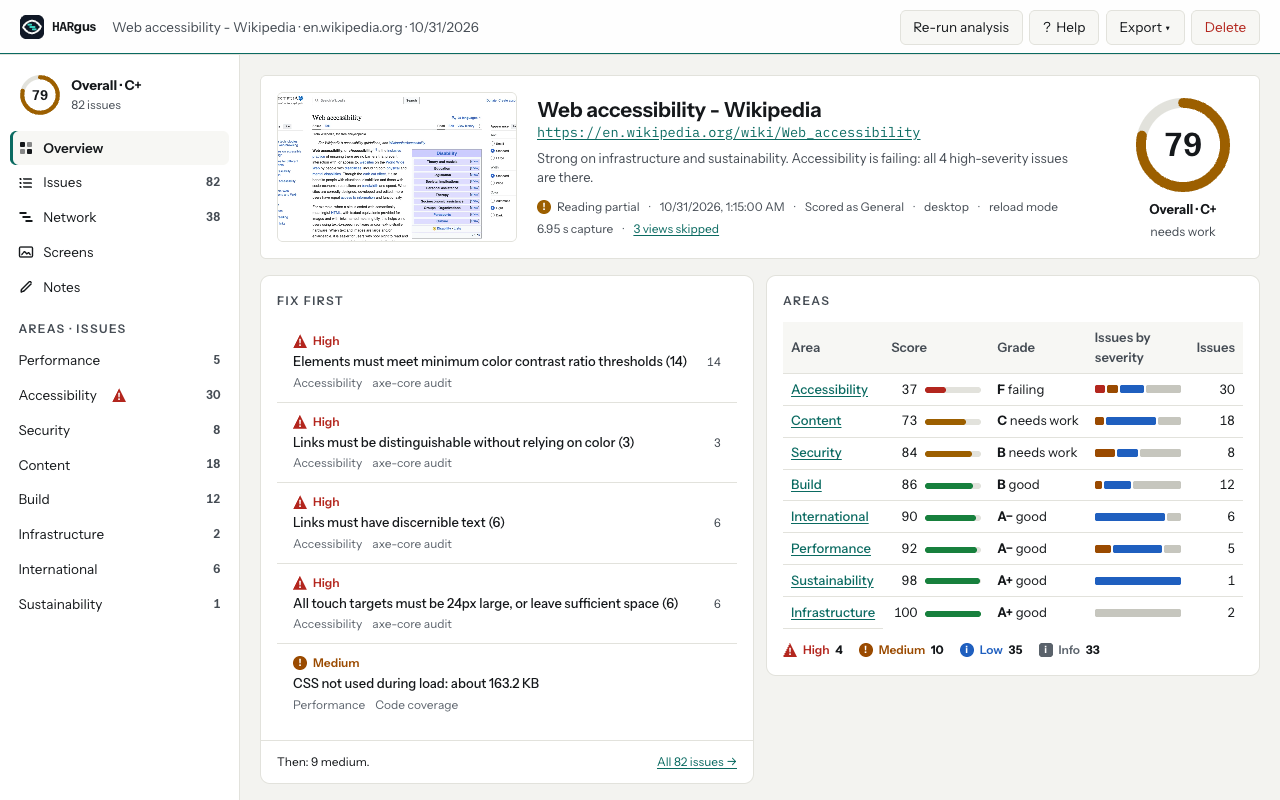 HARgus
Web accessibility - Wikipedia · en.wikipedia.org · 10/31/2026
Re-run analysis
? Help
Export ▾
Delete
79
Overall · C+
82 issues
Overview
Issues 82
Network 38
Screens
Notes
AREAS · ISSUES
Performance 5
Accessibility 30
Security 8
Content 18
Build 12
Infrastructure 2
International 6
Sustainability 1
Web accessibility
Disability
Web accessibility - Wikipedia
https://en.wikipedia.org/wiki/Web_accessibility
Strong on infrastructure and sustainability. Accessibility is failing: all 4 high-severity issues
are there.
Reading partial · 10/31/2026, 1:15:00 AM · Scored as General · desktop · reload mode
6.95 s capture · 3 views skipped
79
Overall · C+
needs work
FIX FIRST
High
Elements must meet minimum color contrast ratio thresholds (14) 14
Accessibility axe-core audit
High
Links must be distinguishable without relying on color (3) 3
Accessibility axe-core audit
High
Links must have discernible text (6) 6
Accessibility axe-core audit
High
All touch targets must be 24px large, or leave sufficient space (6) 6
Accessibility axe-core audit
Medium
CSS not used during load: about 163.2 KB
Performance Code coverage
Then: 9 medium.
All 82 issues →
AREAS
Area Score Grade Issues by severity Issues
Accessibility 37 F failing 30
Content 73 C needs work 18
Security 84 B needs work 8
Build 86 B good 12
International 90 A− good 6
Performance 92 A− good 5
Sustainability 98 A+ good 1
Infrastructure 100 A+ good 2
High 4 Medium 10 Low 35 Info 33